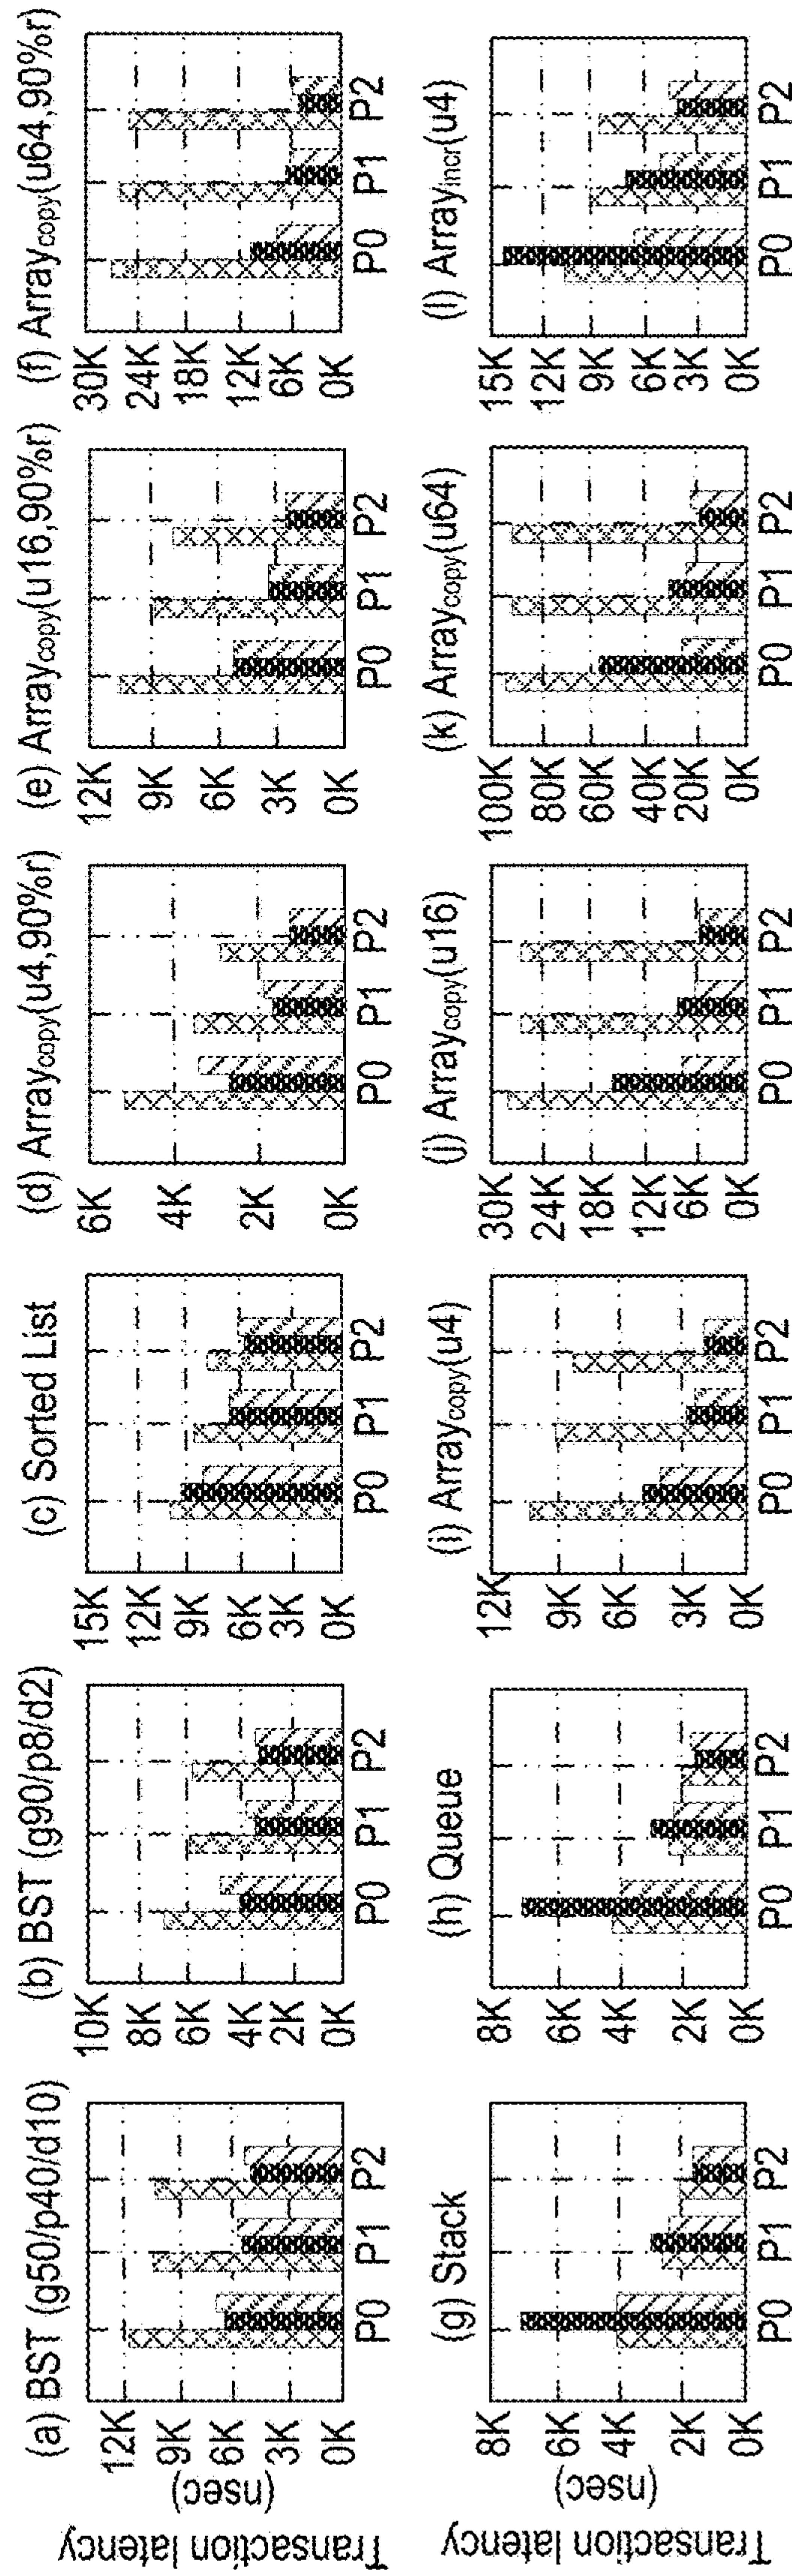 (a) BST (g50/p40/d10)
12K
9K
6K
3K
0K
P0 P1 P2
Transaction latency
(nsec)
(b) BST (g90/p8/d2)
10K
8K
6K
4K
2K
0K
P0 P1 P2
(c) Sorted List
15K
12K
9K
6K
3K
0K
P0 P1 P2
(d) Arraycopy(u4,90%r)
6K
4K
2K
0K
P0 P1 P2
(e) Arraycopy(u16,90%r)
12K
9K
6K
3K
0K
P0 P1 P2
(f) Arraycopy(u64,90%r)
30K
24K
18K
12K
6K
0K
P0 P1 P2
(g) Stack
8K
6K
4K
2K
0K
P0 P1 P2
Transaction latency
(nsec)
(h) Queue
8K
6K
4K
2K
0K
P0 P1 P2
(i) Arraycopy(u4)
12K
9K
6K
3K
0K
P0 P1 P2
(j) Arraycopy(u16)
30K
24K
18K
12K
6K
0K
P0 P1 P2
(k) Arraycopy(u64)
100K
80K
60K
40K
20K
0K
P0 P1 P2
(l) Arrayincr(u4)
15K
12K
9K
6K
3K
0K
P0 P1 P2